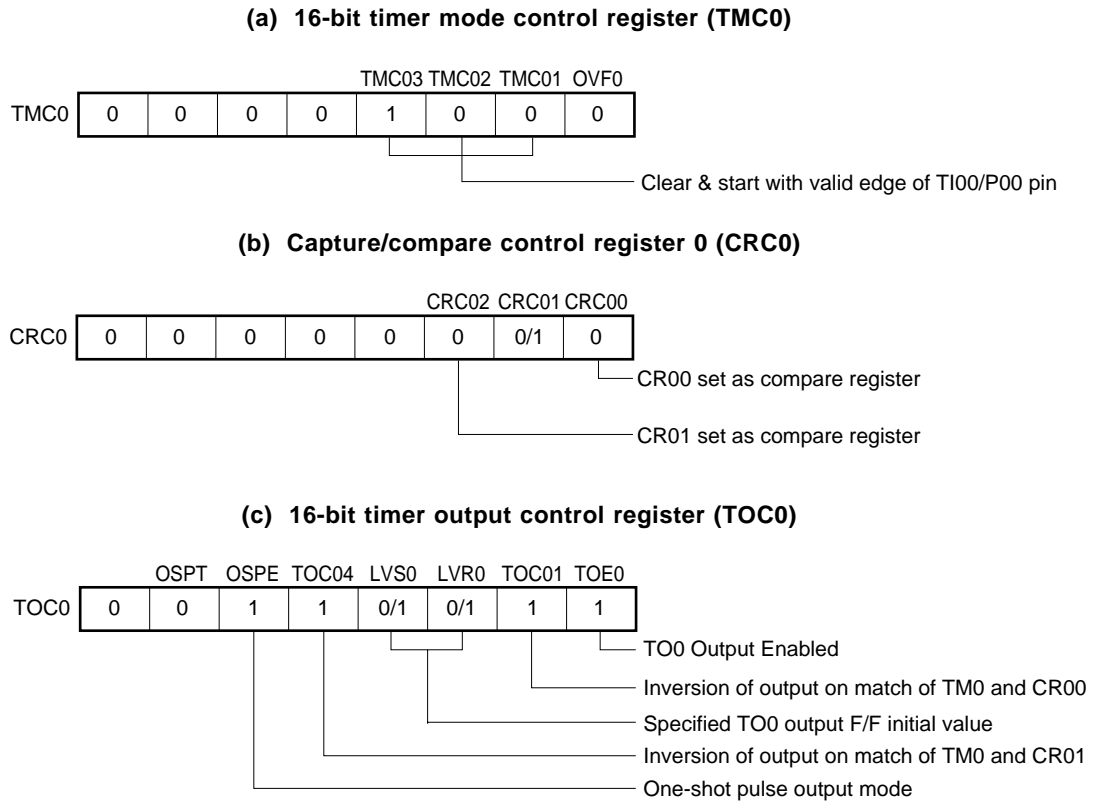 (a) 16-bit timer mode control register (TMC0)
TMC03 TMC02 TMC01 OVF0
TMC0 0 0 0 0 1 0 0 0
Clear & start with valid edge of TI00/P00 pin
(b) Capture/compare control register 0 (CRC0)
CRC02 CRC01 CRC00
CRC0 0 0 0 0 0 0 0/1 0
CR00 set as compare register
CR01 set as compare register
(c) 16-bit timer output control register (TOC0)
OSPT OSPE TOC04 LVS0 LVR0 TOC01 TOE0
TOC0 0 0 1 1 0/1 0/1 1 1
TO0 Output Enabled
Inversion of output on match of TM0 and CR00
Specified TO0 output F/F initial value
Inversion of output on match of TM0 and CR01
One-shot pulse output mode